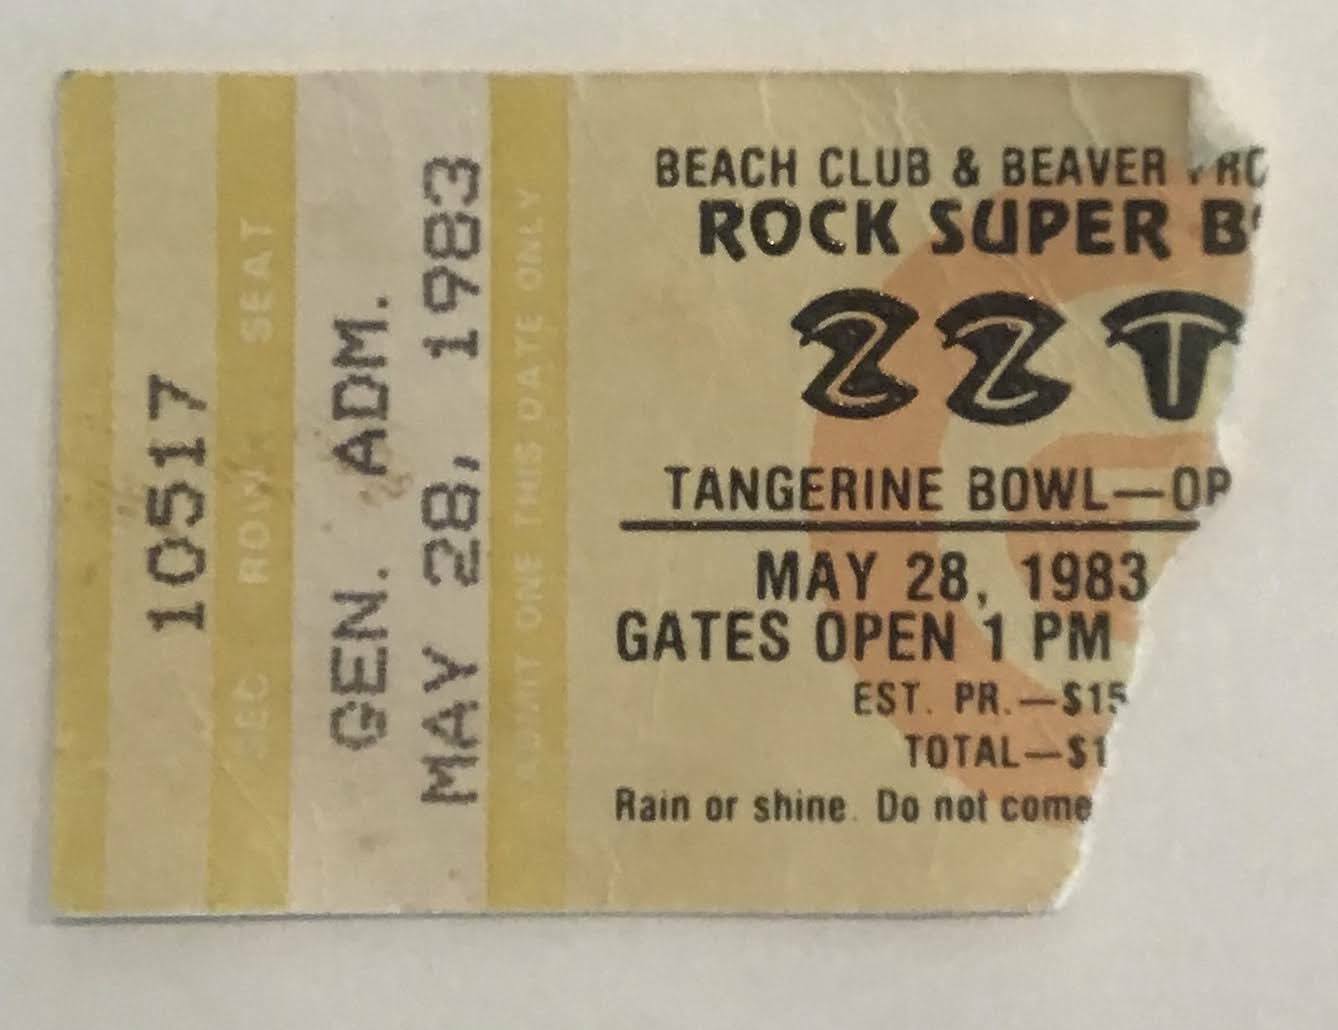 10517
SEC ROW SEAT
GEN. ADM.
MAY 28, 1983
ADMIT ONE THIS DATE ONLY
BEACH CLUB & BEAVER
ROCK SUPER
ZZ T
TANGERINE BOWL—OP
MAY 28, 1983
GATES OPEN 1 PM
EST. PR.—$15
TOTAL—$1
Rain or shine. Do not come